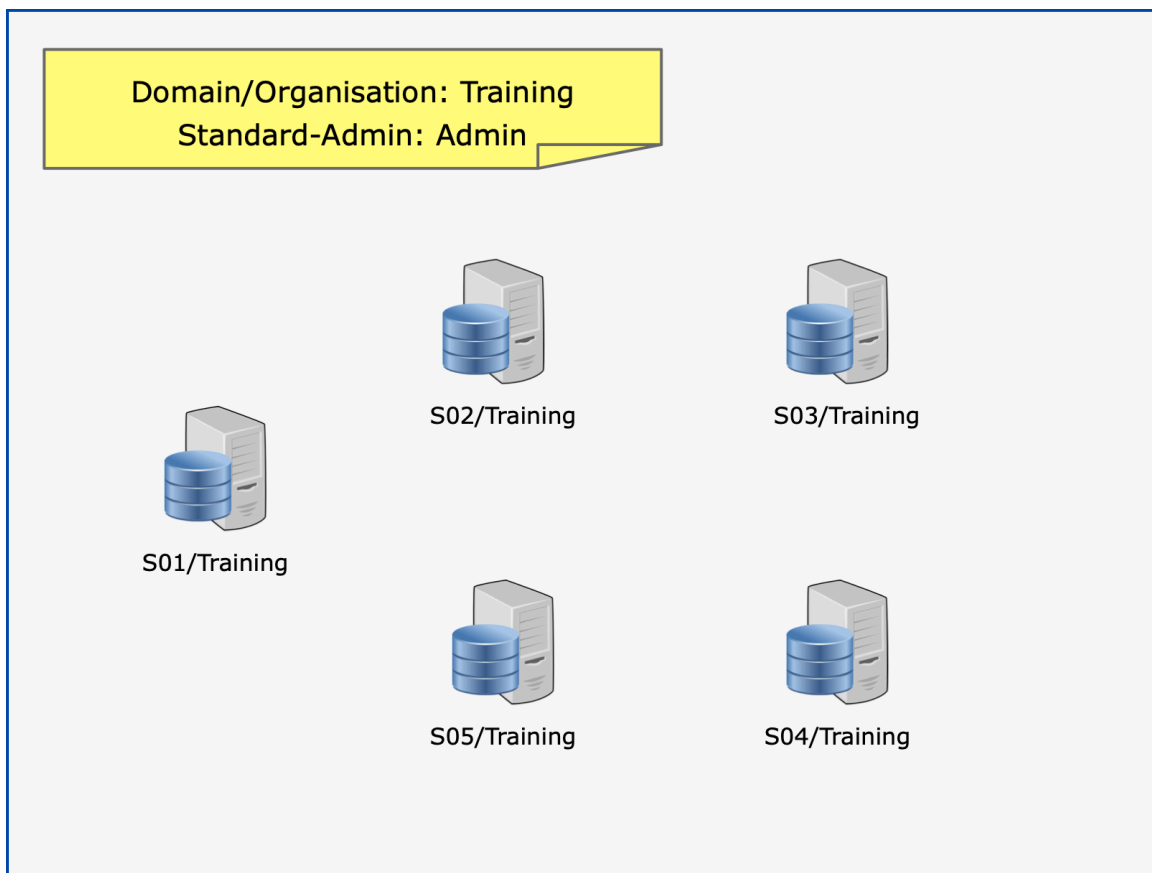 Domain/Organisation: Training
Standard-Admin: Admin
S02/Training
S03/Training
S01/Training
S05/Training
S04/Training